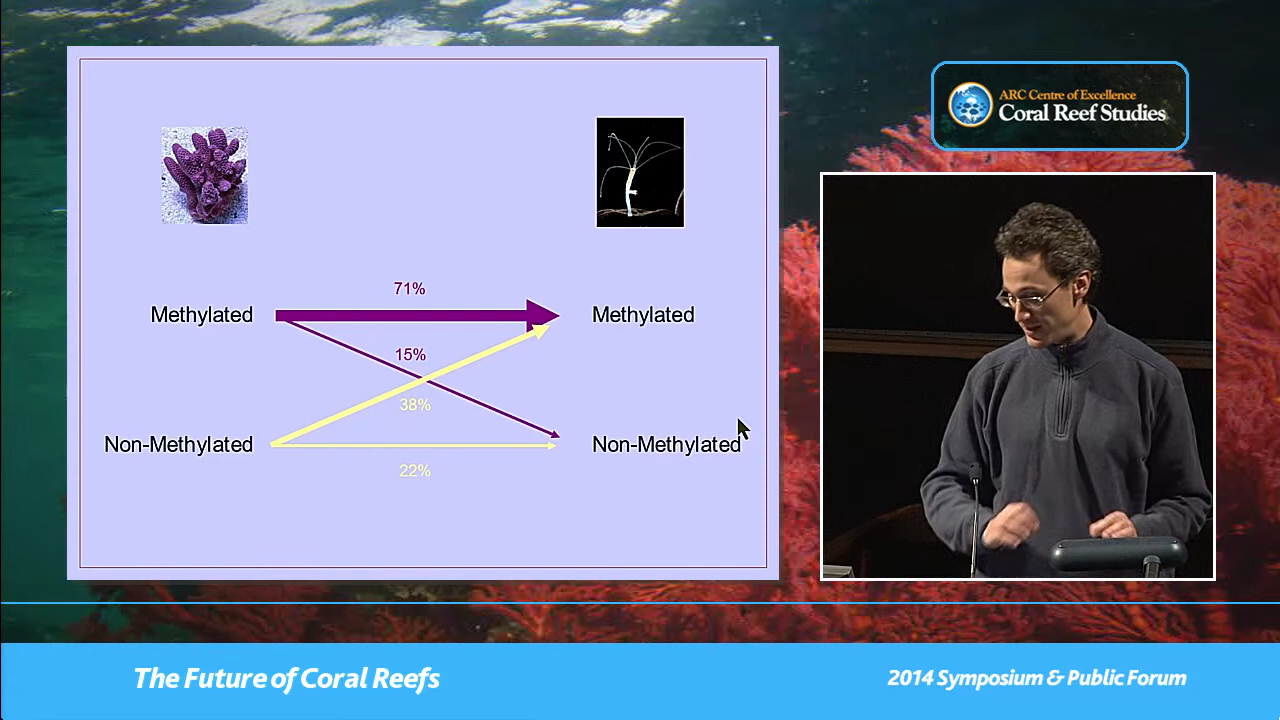 ARC Centre of Excellence
Coral Reef Studies
71%
Methylated
Methylated
15%
38%
Non-Methylated
Non-Methylated
22%
The Future of Coral Reefs
2014 Symposium & Public Forum